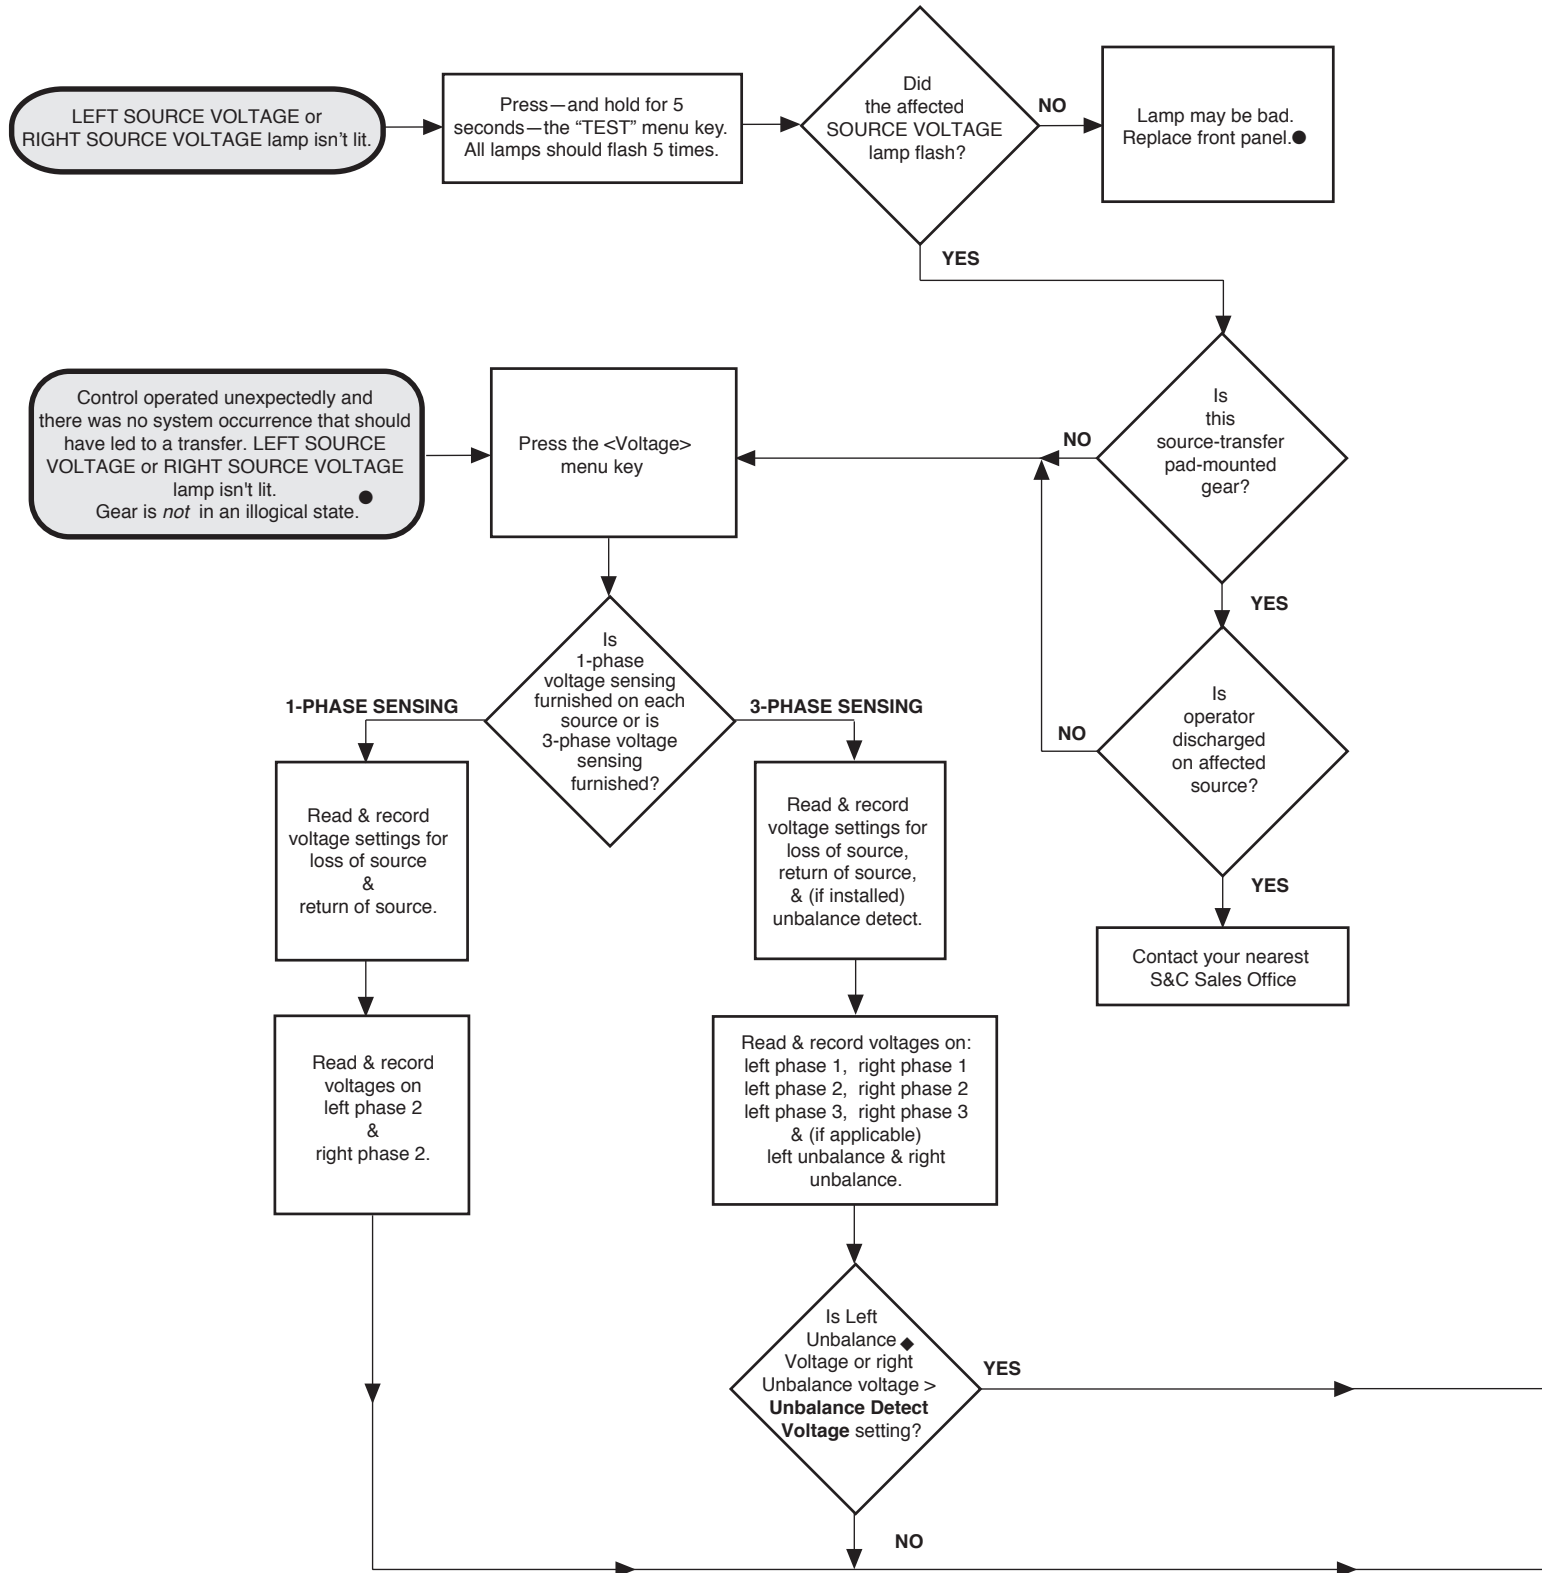 LEFT SOURCE VOLTAGE or
RIGHT SOURCE VOLTAGE lamp isn't lit.
Press—and hold for 5
seconds—the “TEST” menu key.
All lamps should flash 5 times.
Did
the affected
SOURCE VOLTAGE
lamp flash?
NO
Lamp may be bad.
Replace front panel.●
YES
Control operated unexpectedly and
there was no system occurrence that should
have led to a transfer. LEFT SOURCE
VOLTAGE or RIGHT SOURCE VOLTAGE
lamp isn't lit.
Gear is not in an illogical state.●
Press the <Voltage>
menu key
NO
Is
this
source-transfer
pad-mounted
gear?
YES
Is
1-phase
voltage sensing
furnished on each
source or is
3-phase voltage
sensing
furnished?
1-PHASE SENSING
3-PHASE SENSING
NO
Is
operator
discharged
on affected
source?
YES
Contact your nearest
S&C Sales Office
Read & record
voltage settings for
loss of source
&
return of source.
Read & record
voltage settings for
loss of source,
return of source,
& (if installed)
unbalance detect.
Read & record
voltages on
left phase 2
&
right phase 2.
Read & record voltages on:
left phase 1, right phase 1
left phase 2, right phase 2
left phase 3, right phase 3
& (if applicable)
left unbalance & right
unbalance.
Is Left
Unbalance ◆
Voltage or right
Unbalance voltage >
Unbalance Detect
Voltage setting?
YES
NO